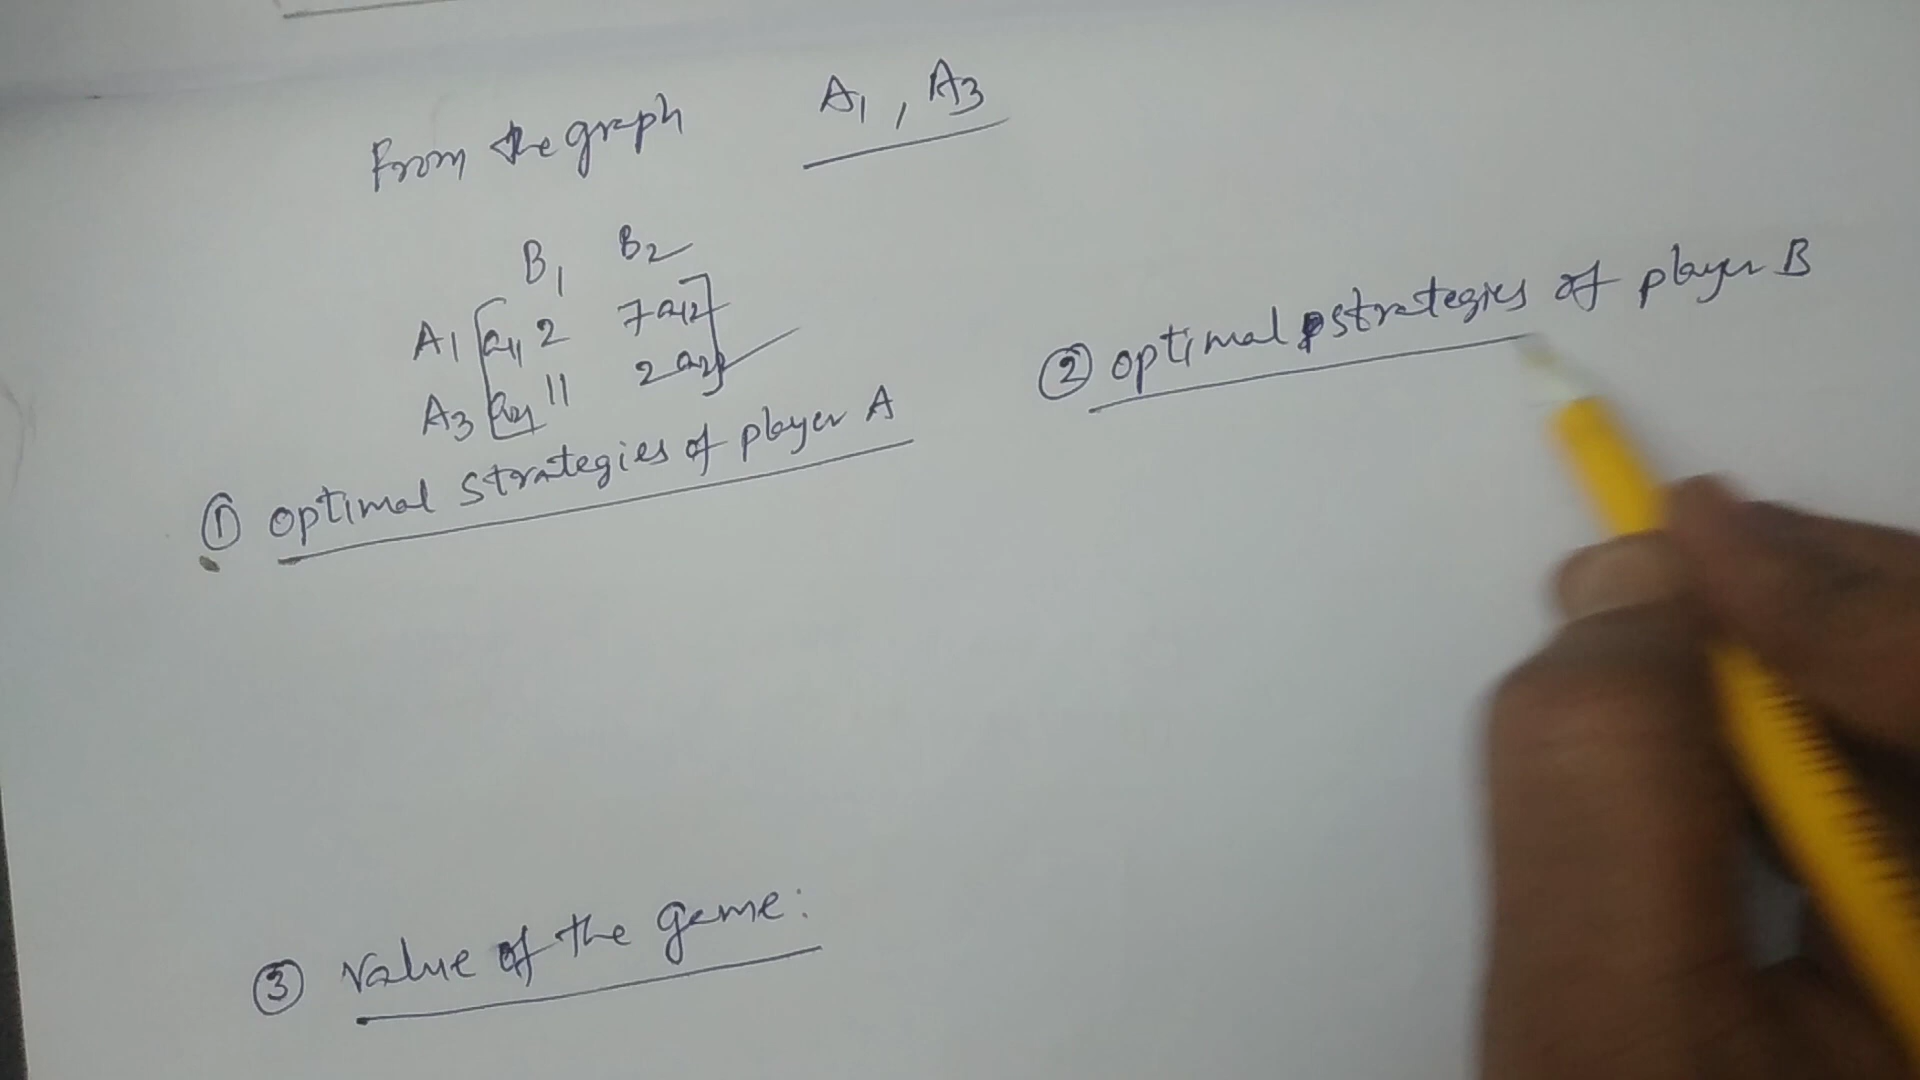 From the graph A1, A3
B1 B2
A1 a11 2 7 a12
A3 a21 11 2 a22
① optimal strategies of player A
② optimal strategies of player B
③ Value of the game: